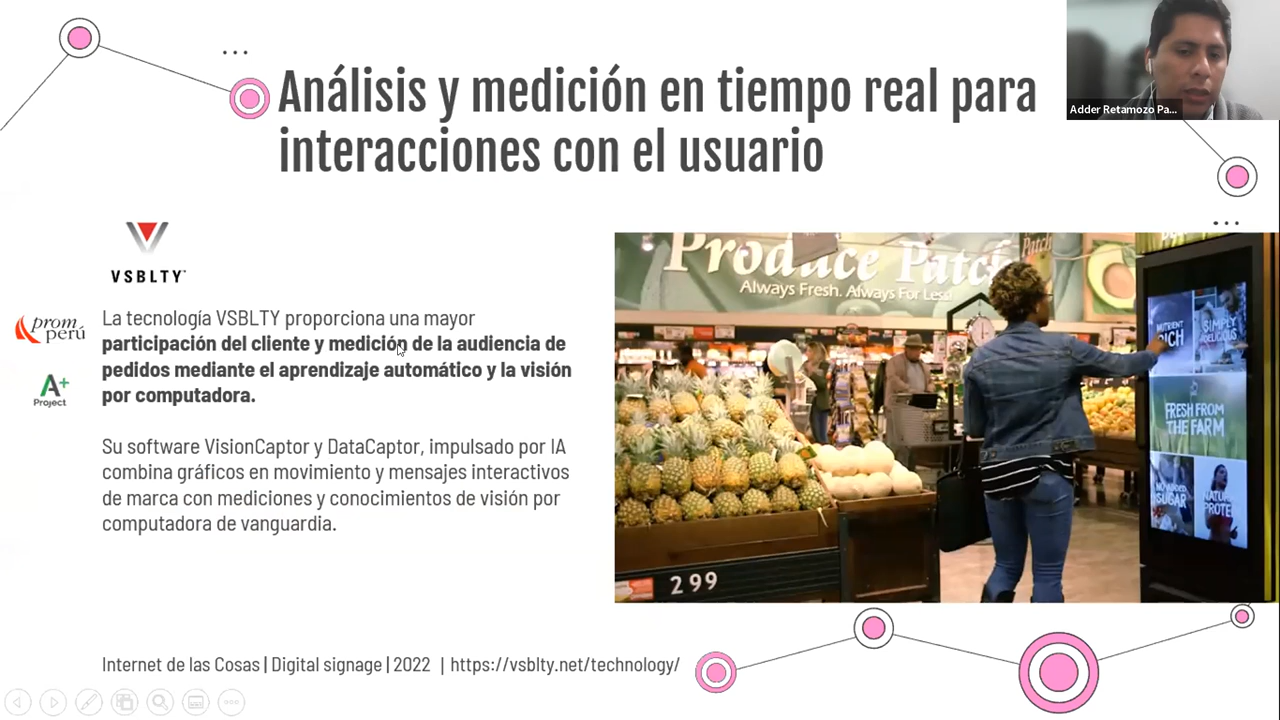 Análisis y medición en tiempo real para
interacciones con el usuario
Adder Retamozo Pa...
VSBLTY
prom
perú
A+
Project
La tecnología VSBLTY proporciona una mayor
participación del cliente y medición de la audiencia de
pedidos mediante el aprendizaje automático y la visión
por computadora.
Su software VisionCaptor y DataCaptor, impulsado por IA
combina gráficos en movimiento y mensajes interactivos
de marca con mediciones y conocimientos de visión por
computadora de vanguardia.
Produce Patch
Always Fresh. Always For Less
Patch
SIMPLY
FRESH FROM
THE FARM
SUGAR
299
Internet de las Cosas | Digital signage | 2022 | https://vsblty.net/technology/